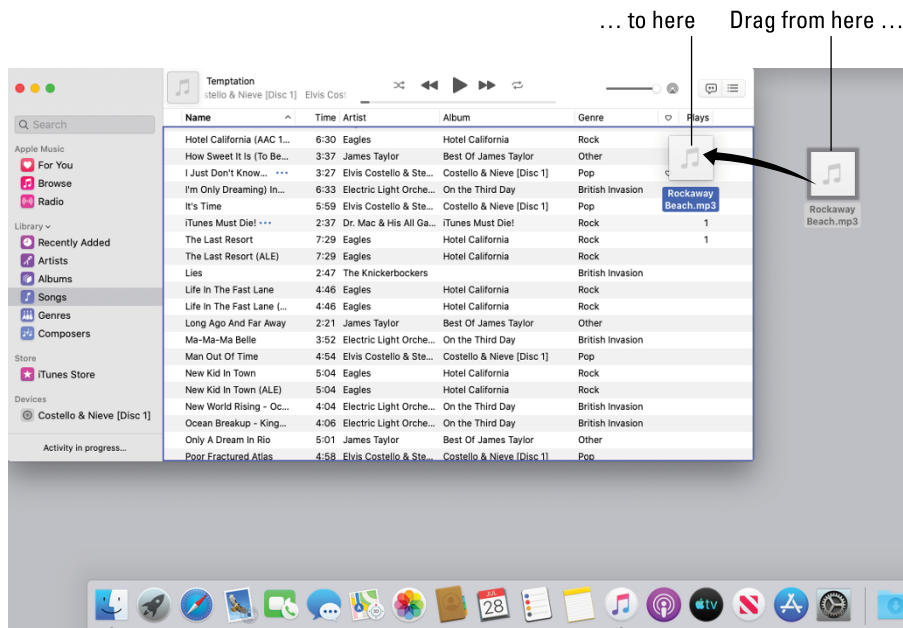 ... to here Drag from here ...
Temptation
ostello & Nieve [Disc 1] Elvis Cost
Search
Name Time Artist Album Genre Plays
Apple Music
For You
Browse
Radio
Library
Recently Added
Artists
Albums
Songs
Genres
Composers
Store
iTunes Store
Devices
Costello & Nieve [Disc 1]
Activity in progress...
Hotel California (AAC 1... 6:30 Eagles Hotel California Rock
How Sweet It Is (To Be... 3:37 James Taylor Best Of James Taylor Other
I Just Don't Know... 3:27 Elvis Costello & Ste... Costello & Nieve [Disc 1] Pop
I'm Only Dreaming) In... 6:33 Electric Light Orche... On the Third Day British Invasion
It's Time 5:59 Elvis Costello & Ste... Costello & Nieve [Disc 1] Pop
iTunes Must Die! 2:37 Dr. Mac & His All Ga... iTunes Must Die! Rock 1
The Last Resort 7:29 Eagles Hotel California Rock 1
The Last Resort (ALE) 7:29 Eagles Hotel California Rock
Lies 2:47 The Knickerbockers British Invasion
Life In The Fast Lane 4:46 Eagles Hotel California Rock
Life In The Fast Lane (... 4:46 Eagles Hotel California Rock
Long Ago And Far Away 2:21 James Taylor Best Of James Taylor Other
Ma-Ma-Ma Belle 3:52 Electric Light Orche... On the Third Day British Invasion
Man Out Of Time 4:54 Elvis Costello & Ste... Costello & Nieve [Disc 1] Pop
New Kid In Town 5:04 Eagles Hotel California Rock
New Kid In Town (ALE) 5:04 Eagles Hotel California Rock
New World Rising - Oc... 4:04 Electric Light Orche... On the Third Day British Invasion
Ocean Breakup - King... 4:06 Electric Light Orche... On the Third Day British Invasion
Only A Dream In Rio 5:01 James Taylor Best Of James Taylor Other
Poor Fractured Atlas 4:58 Elvis Costello & Ste... Costello & Nieve [Disc 1] Pop
Rockaway
Beach.mp3
Rockaway
Beach.mp3
JUL
28
tv